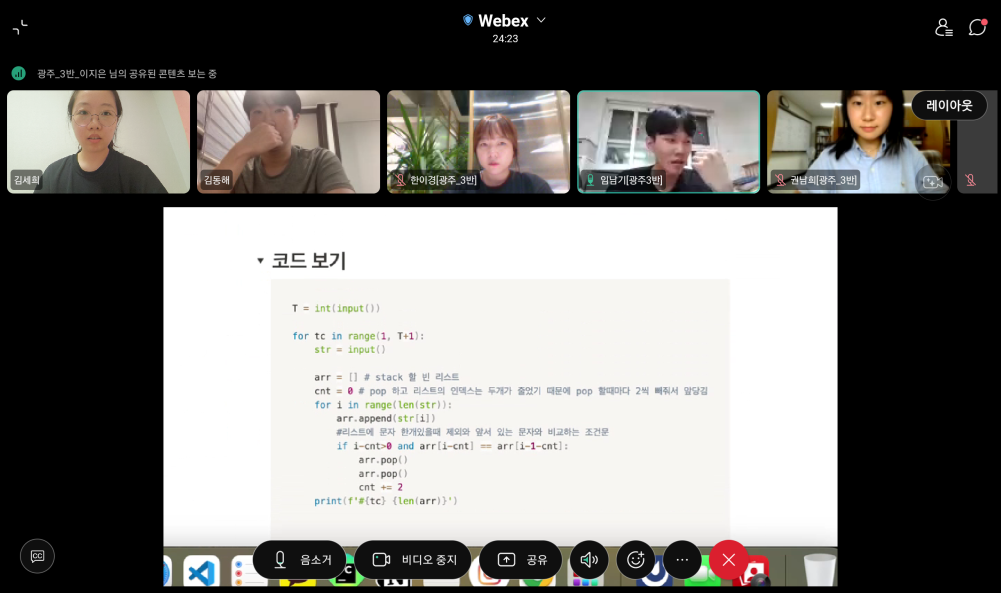 Webex
24:23
광주_3반_이지은 님의 공유된 콘텐츠 보는 중
레이아웃
김세희
김동해
한이경[광주_3반]
임남기[광주3반]
권남희[광주_3반]
코드 보기
T = int(input())
for tc in range(1, T+1):
str = input()
arr = [] # stack 할 빈 리스트
cnt = 0 # pop 하고 리스트의 인덱스는 두개가 줄었기 때문에 pop 할때마다 2씩 빼줘서 앞당김
for i in range(len(str)):
arr.append(str[i])
#리스트에 문자 한개있을때 제외와 앞서 있는 문자와 비교하는 조건문
if i-cnt>0 and arr[i-cnt] == arr[i-1-cnt]:
arr.pop()
arr.pop()
cnt += 2
print(f'#{tc} {len(arr)}')
CC
음소거
비디오 중지
공유